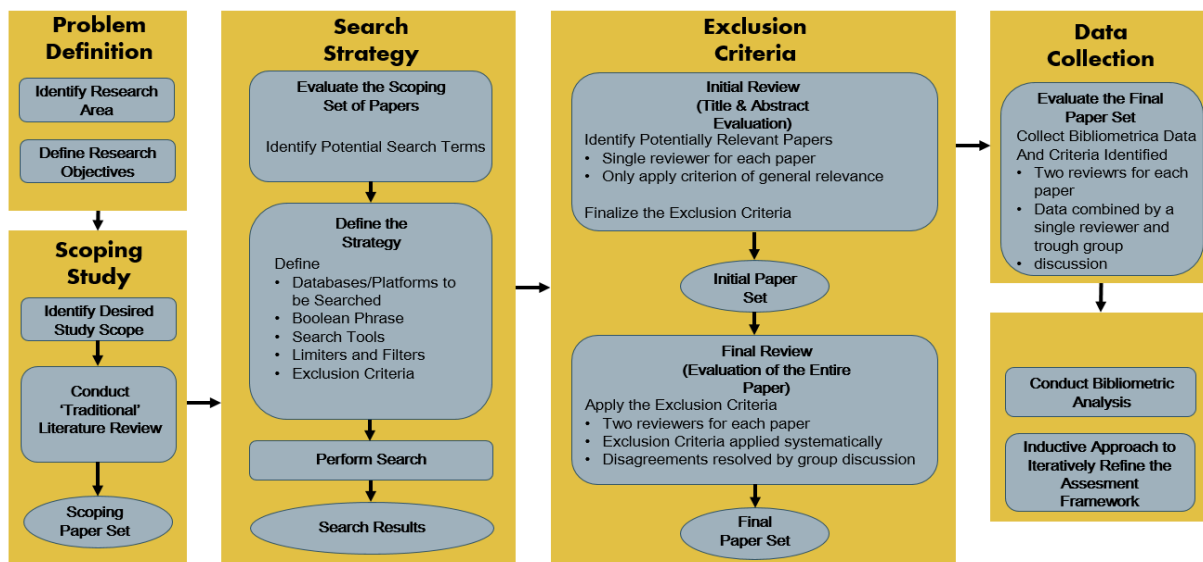 Problem
Definition
Identify Research
Area
Define Research
Objectives
Scoping
Study
Identify Desired
Study Scope
Conduct
‘Traditional’
Literature Review
Scoping
Paper Set
Search
Strategy
Evaluate the Scoping
Set of Papers
Identify Potential Search Terms
Define the
Strategy
Define
• Databases/Platforms to
be Searched
• Boolean Phrase
• Search Tools
• Limiters and Filters
• Exclusion Criteria
Perform Search
Search Results
Exclusion
Criteria
Initial Review
(Title & Abstract
Evaluation)
Identify Potentially Relevant Papers
• Single reviewer for each paper
• Only apply criterion of general relevance
Finalize the Exclusion Criteria
Initial Paper
Set
Final Review
(Evaluation of the Entire
Paper)
Apply the Exclusion Criteria
• Two reviewers for each paper
• Exclusion Criteria applied systematically
• Disagreements resolved by group discussion
Final
Paper Set
Data
Collection
Evaluate the Final
Paper Set
Collect Bibliometrica Data
And Criteria Identified
• Two reviewrs for each
paper
• Data combined by a
single reviewer and
trough group
• discussion
Conduct Bibliometric
Analysis
Inductive Approach to
Iteratively Refine the
Assesment
Framework